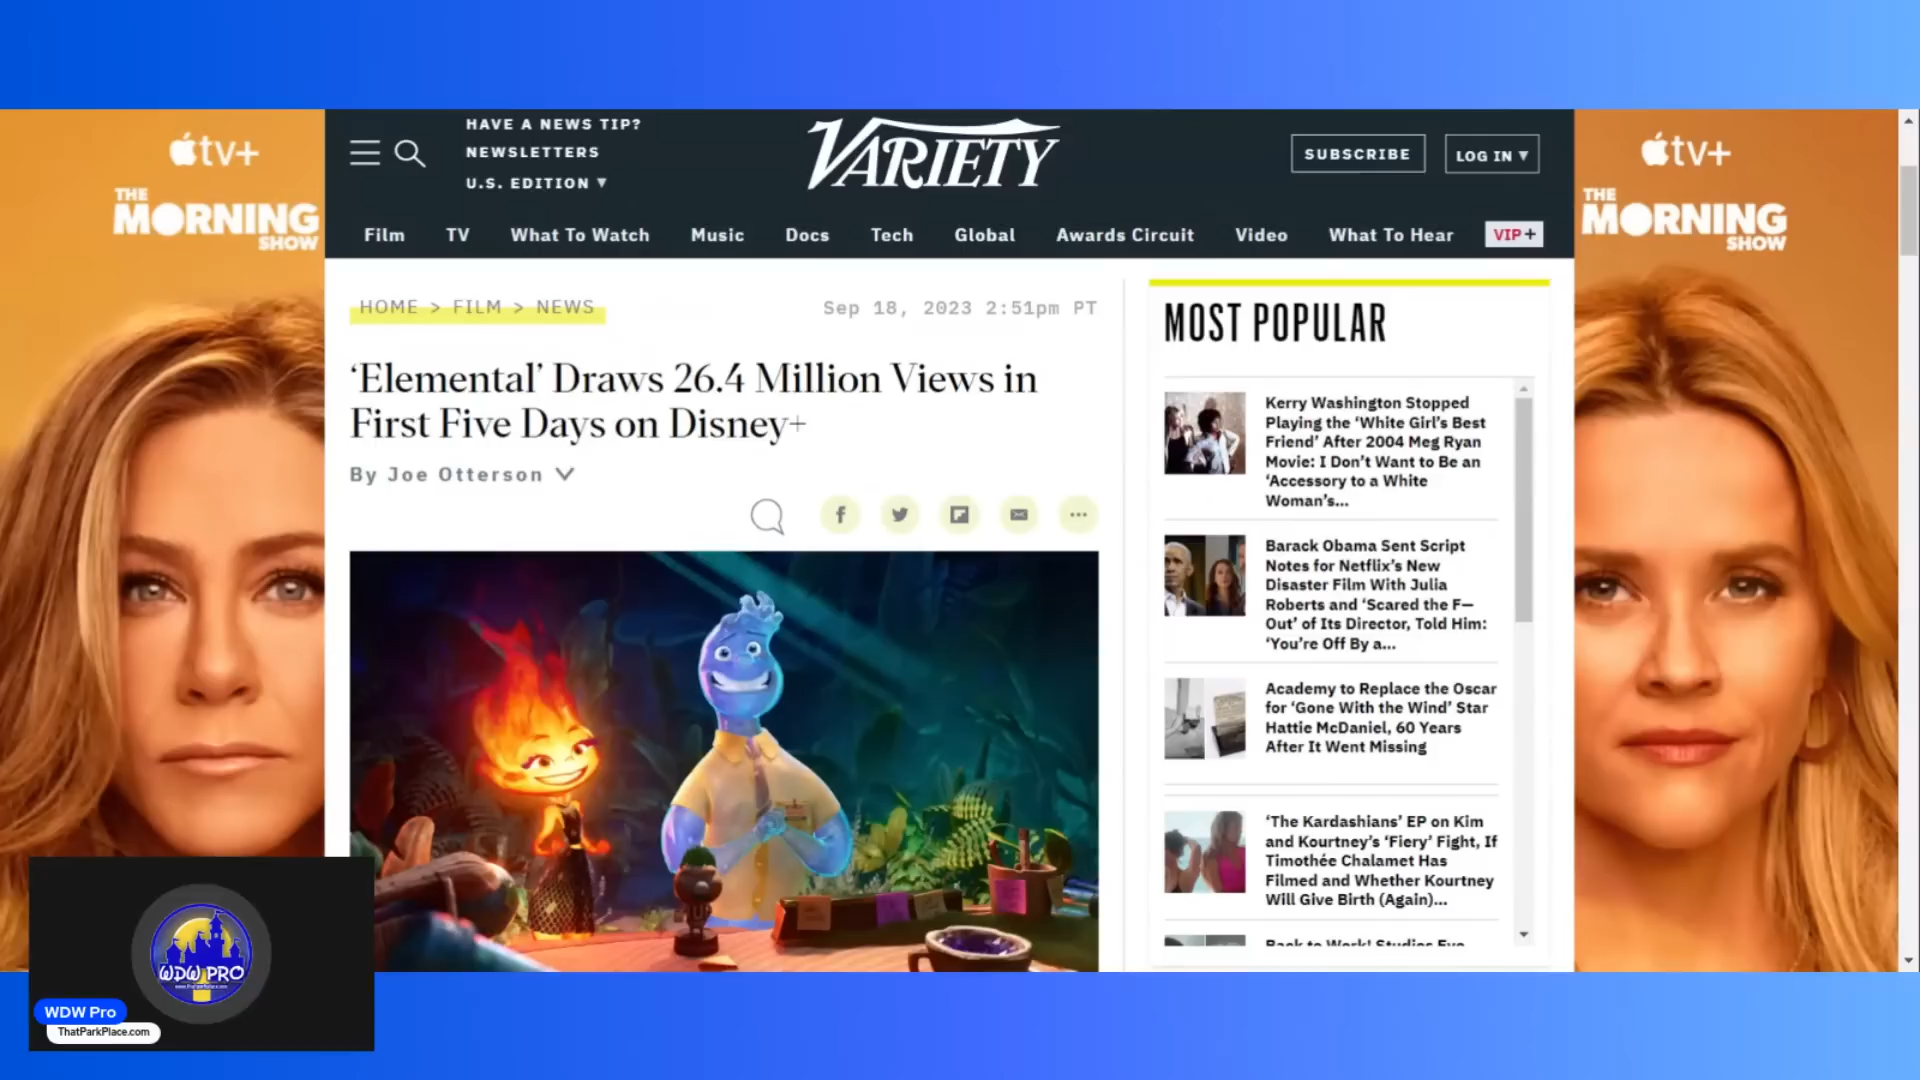 tv+
THE
MORNING
SHOW
HAVE A NEWS TIP?
NEWSLETTERS
U.S. EDITION ▼
VARIETY
SUBSCRIBE
LOG IN ▼
Film TV What To Watch Music Docs Tech Global Awards Circuit Video What To Hear VIP+
tv+
THE
MORNING
SHOW
HOME > FILM > NEWS
Sep 18, 2023 2:51pm PT
‘Elemental’ Draws 26.4 Million Views in
First Five Days on Disney+
By Joe Otterson
MOST POPULAR
Kerry Washington Stopped
Playing the ‘White Girl’s Best
Friend’ After 2004 Meg Ryan
Movie: I Don’t Want to Be an
‘Accessory to a White
Woman’s...
Barack Obama Sent Script
Notes for Netflix’s New
Disaster Film With Julia
Roberts and ‘Scared the F—
Out’ of Its Director, Told Him:
‘You’re Off By a...
Academy to Replace the Oscar
for ‘Gone With the Wind’ Star
Hattie McDaniel, 60 Years
After It Went Missing
‘The Kardashians’ EP on Kim
and Kourtney’s ‘Fiery’ Fight, If
Timothée Chalamet Has
Filmed and Whether Kourtney
Will Give Birth (Again)...
Back to Work! Studios Eye
WDW PRO
WDW Pro
ThatParkPlace.com